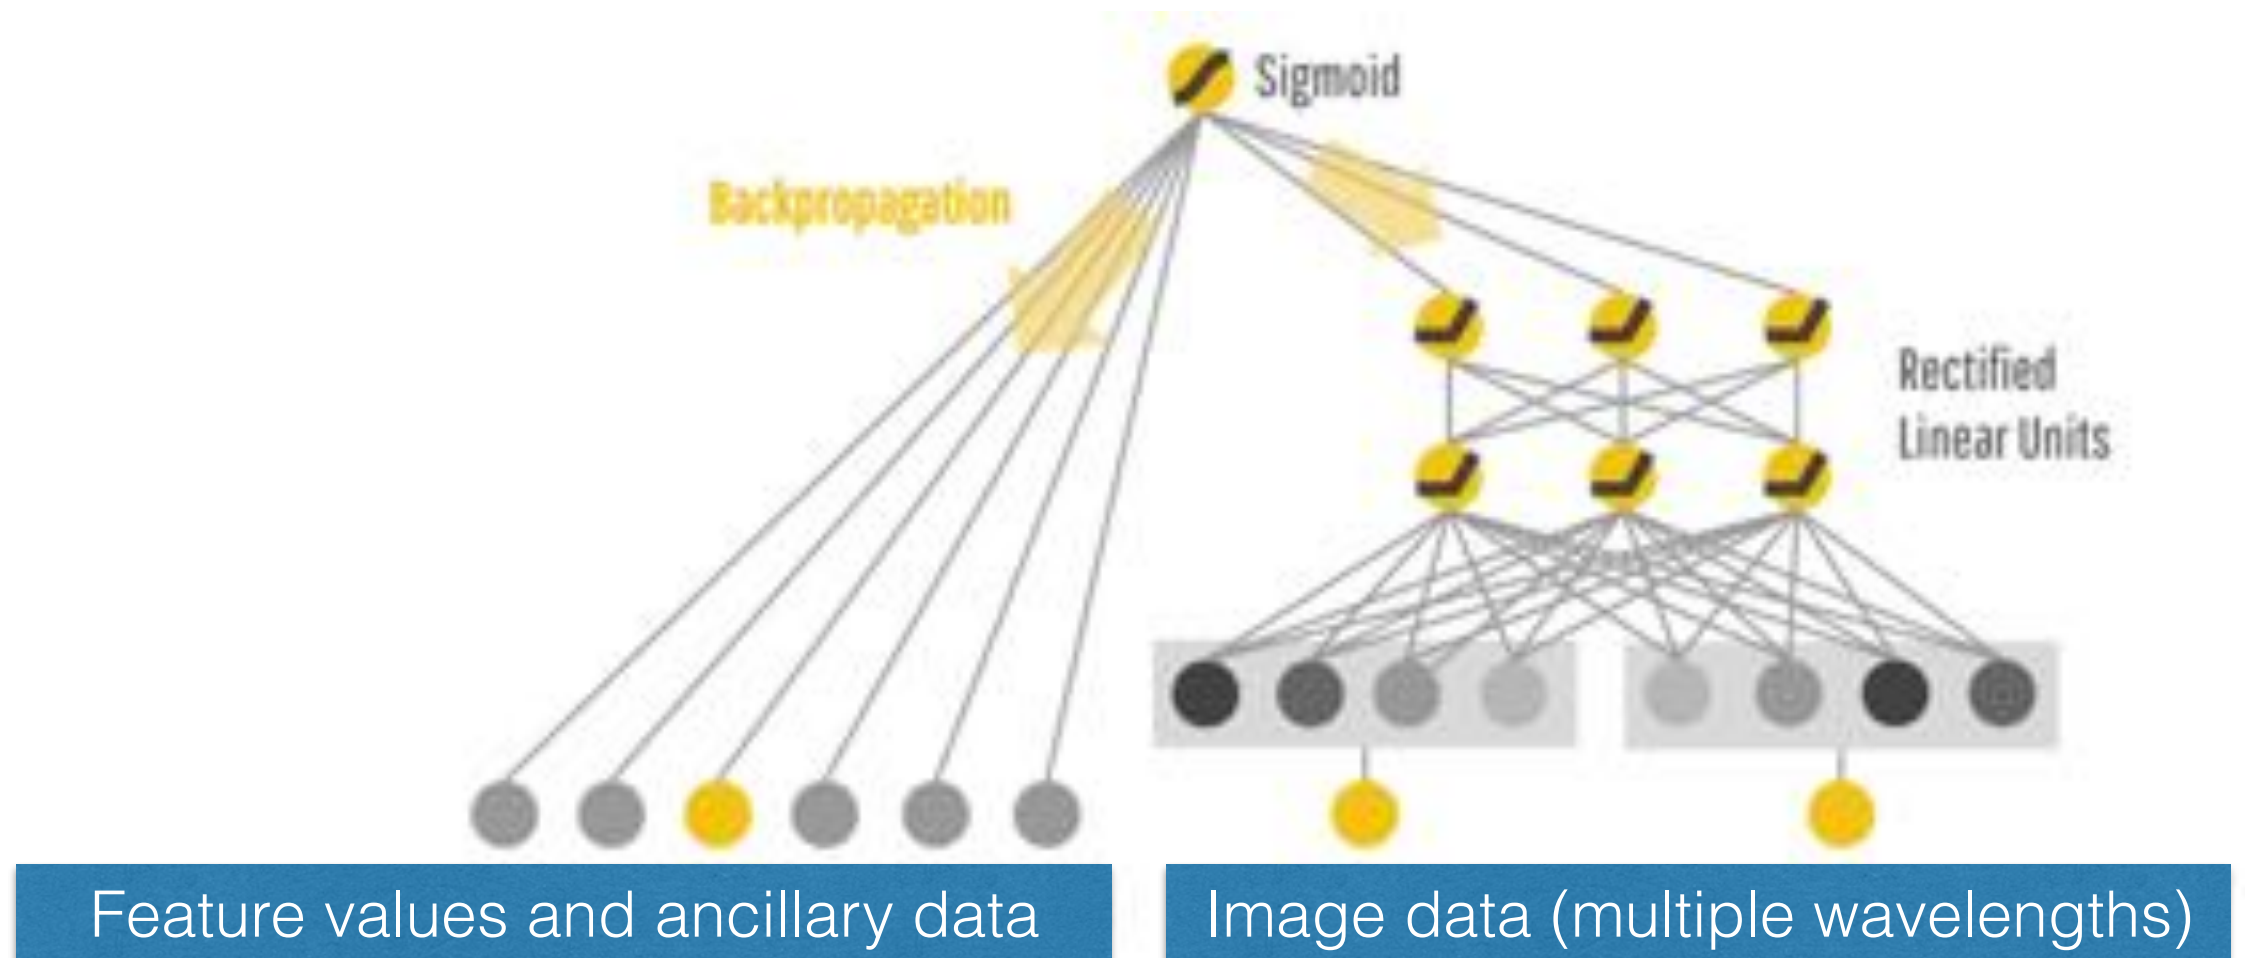 Sigmoid
Backpropagation
Rectified
Linear Units
Feature values and ancillary data
Image data (multiple wavelengths)